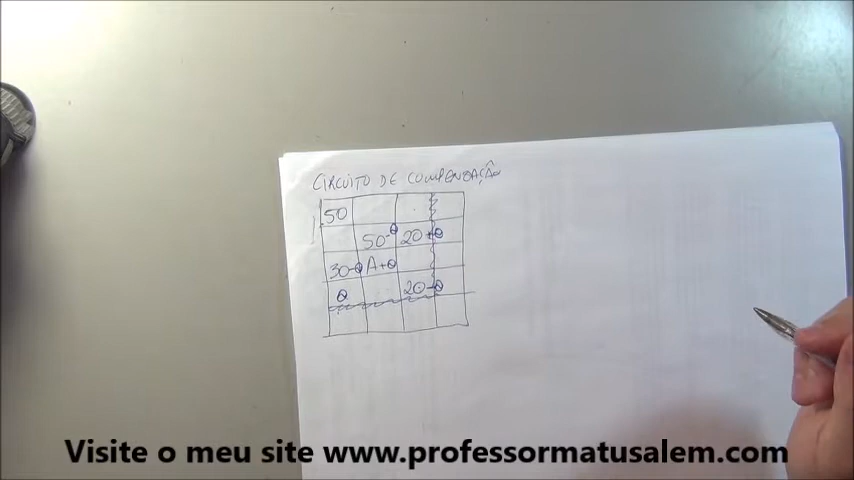 CIRCUITO DE COMPENSAÇÃO
50
50-θ 20+θ
30-θ A+θ
θ 20-θ
Visite o meu site www.professormatusalem.com